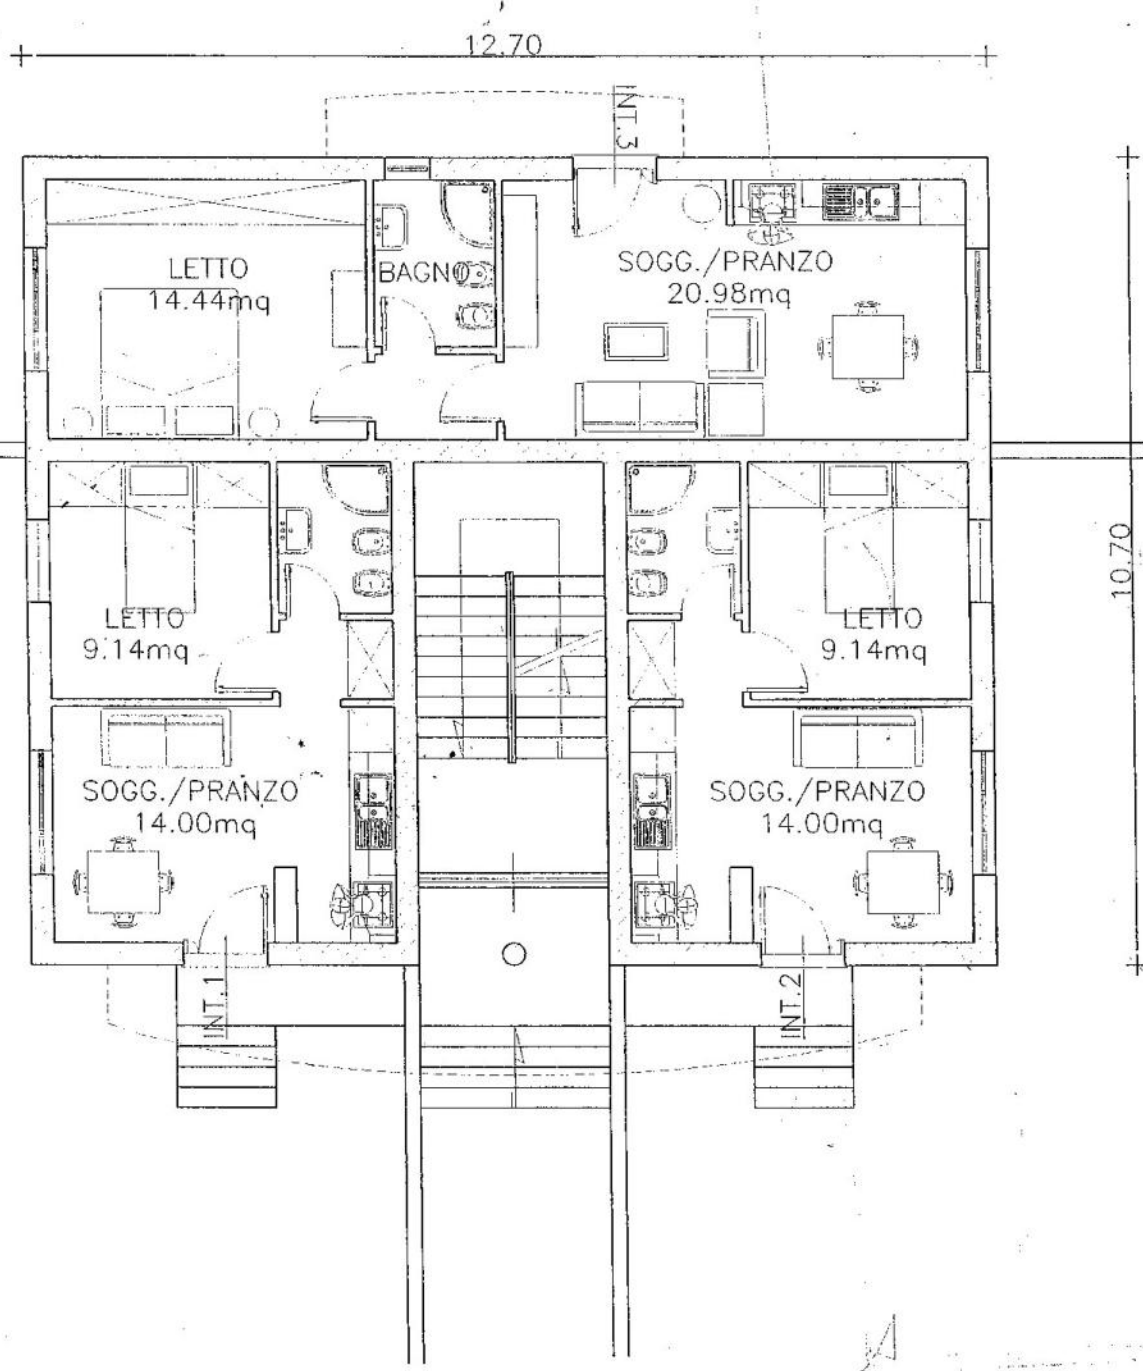 12.70
INT.3
LETTO
14.44mq
BAGNO
SOGG./PRANZO
20.98mq
10.70
LETTO
9.14mq
LETTO
9.14mq
SOGG./PRANZO
14.00mq
SOGG./PRANZO
14.00mq
INT.1
INT.2